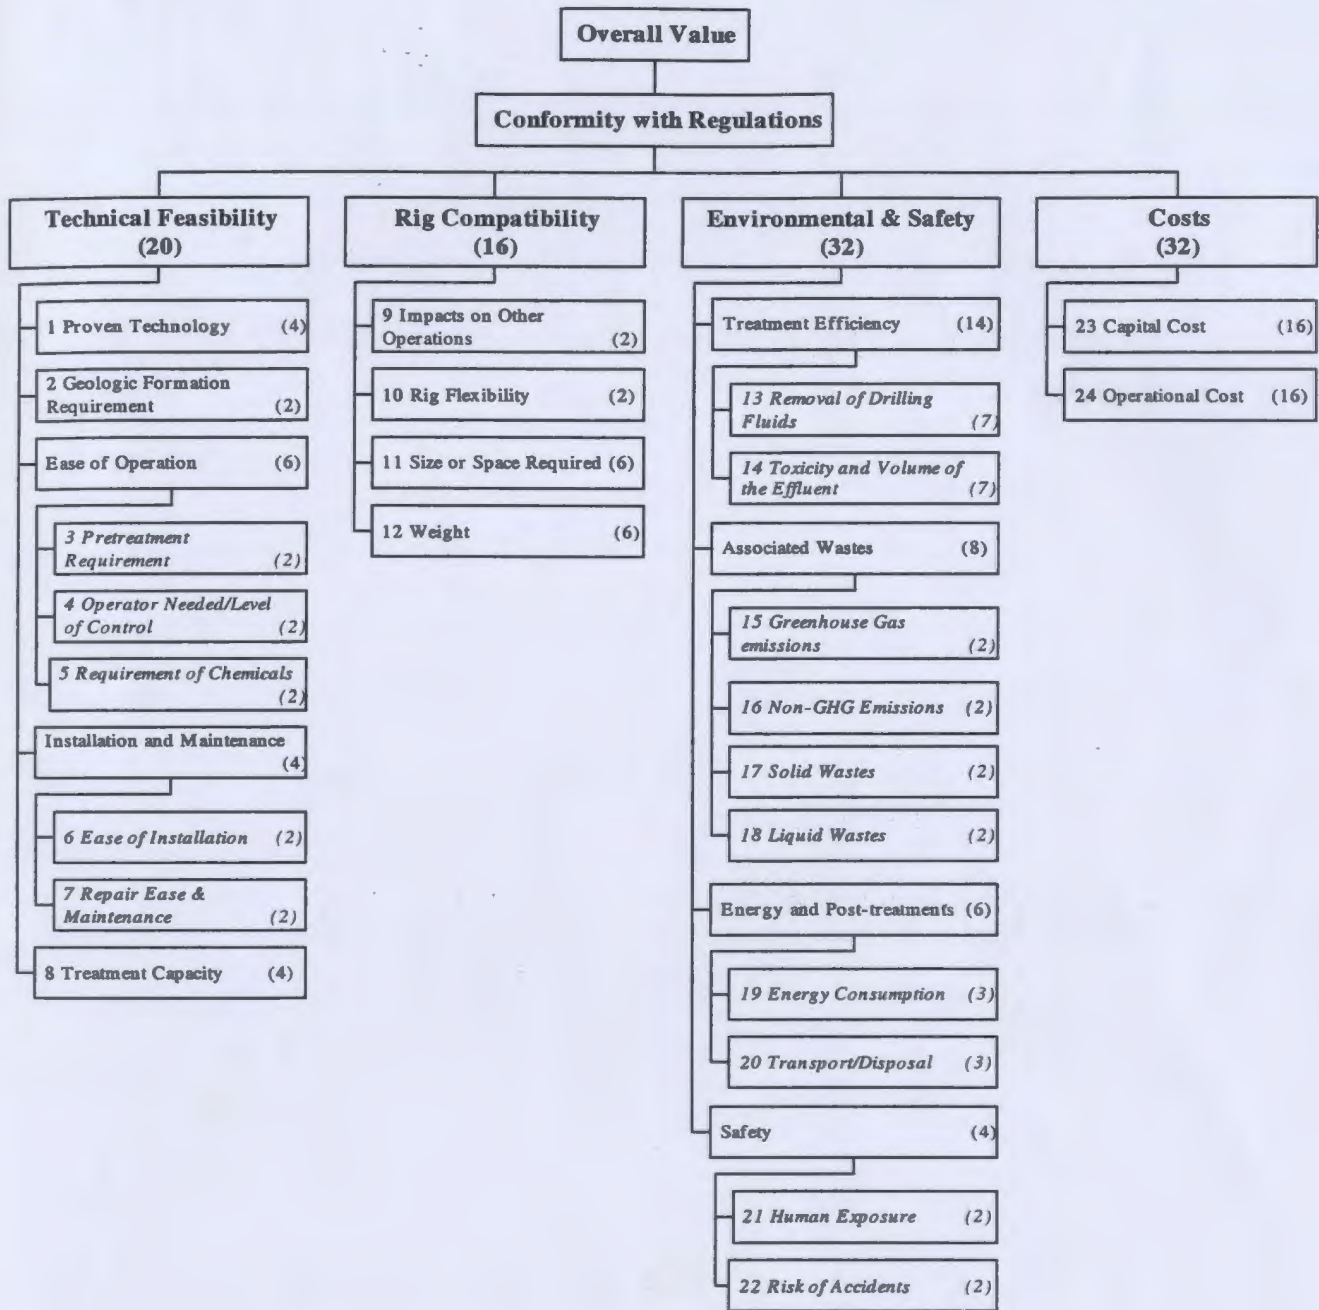 Overall Value
Conformity with Regulations
Technical Feasibility
(20)
1 Proven Technology (4)
2 Geologic Formation
Requirement (2)
Ease of Operation (6)
3 Pretreatment
Requirement (2)
4 Operator Needed/Level
of Control (2)
5 Requirement of Chemicals
(2)
Installation and Maintenance
(4)
6 Ease of Installation (2)
7 Repair Ease &
Maintenance (2)
8 Treatment Capacity (4)
Rig Compatibility
(16)
9 Impacts on Other
Operations (2)
10 Rig Flexibility (2)
11 Size or Space Required (6)
12 Weight (6)
Environmental & Safety
(32)
Treatment Efficiency (14)
13 Removal of Drilling
Fluids (7)
14 Toxicity and Volume of
the Effluent (7)
Associated Wastes (8)
15 Greenhouse Gas
emissions (2)
16 Non-GHG Emissions (2)
17 Solid Wastes (2)
18 Liquid Wastes (2)
Energy and Post-treatments (6)
19 Energy Consumption (3)
20 Transport/Disposal (3)
Safety (4)
21 Human Exposure (2)
22 Risk of Accidents (2)
Costs
(32)
23 Capital Cost (16)
24 Operational Cost (16)